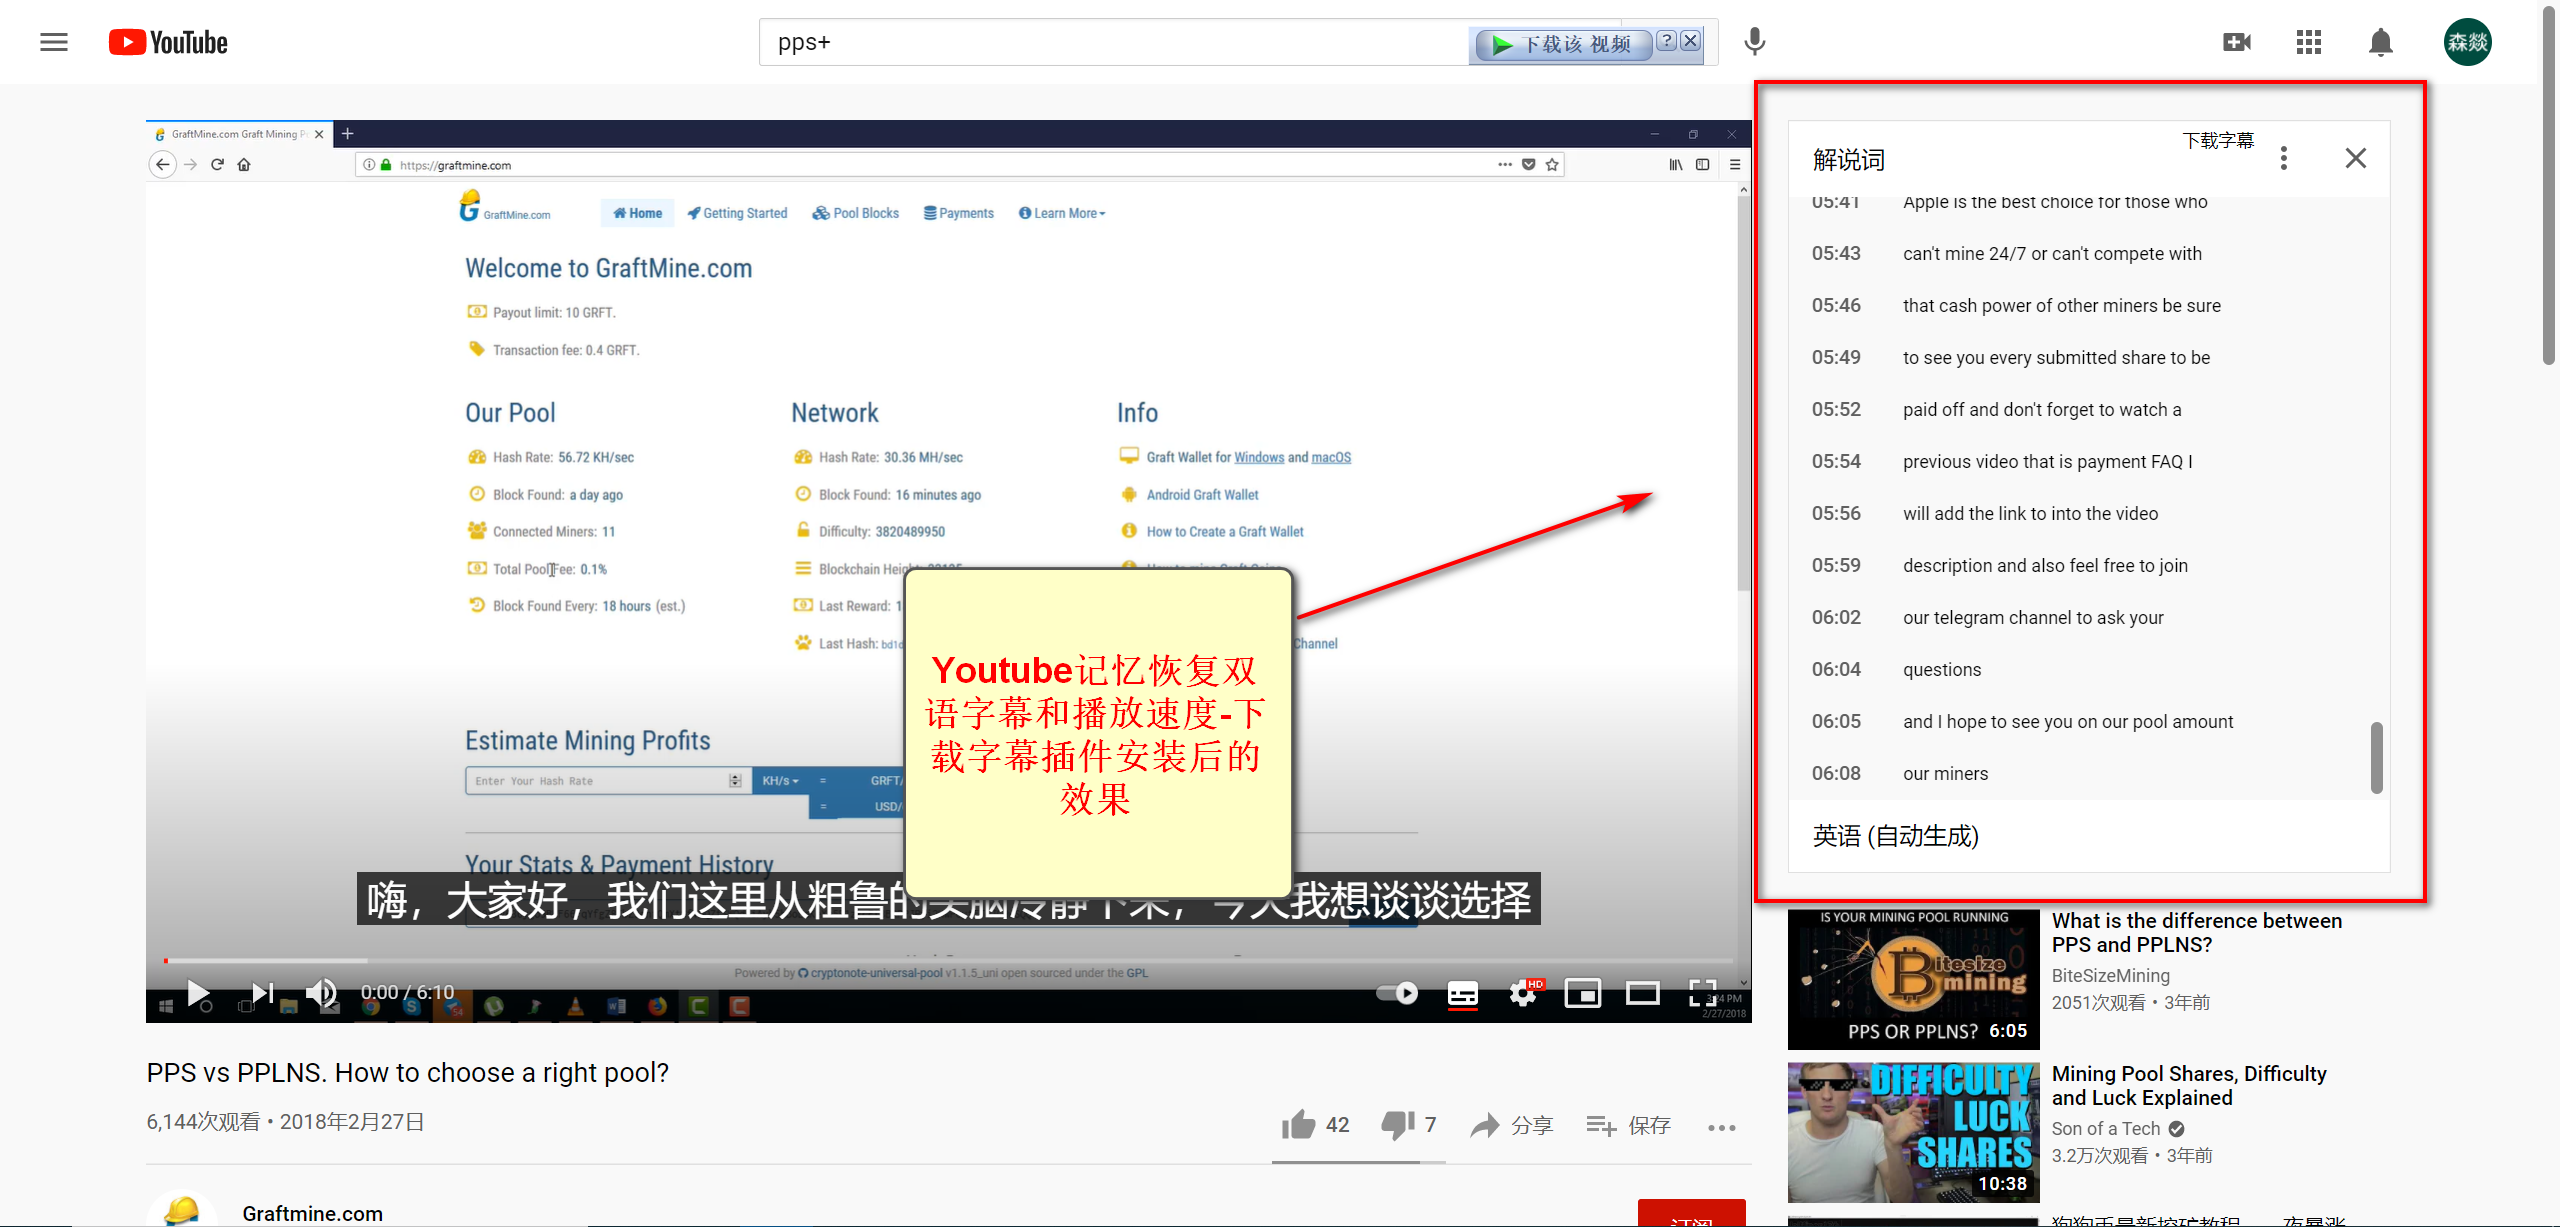 YouTube
pps+
下载该 视频
森燚
GraftMine.com Graft Mining P
https://graftmine.com
GraftMine.com
Home
Getting Started
Pool Blocks
Payments
Learn More
Welcome to GraftMine.com
Payout limit: 10 GRFT.
Transaction fee: 0.4 GRFT.
Our Pool
Hash Rate: 56.72 KH/sec
Block Found: a day ago
Connected Miners: 11
Total Pool Fee: 0.1%
Block Found Every: 18 hours (est.)
Network
Hash Rate: 30.36 MH/sec
Block Found: 16 minutes ago
Difficulty: 3820489950
Blockchain
Last Reward: 1
Last Hash: bd1d
Info
Graft Wallet for Windows and macOS
Android Graft Wallet
How to Create a Graft Wallet
Channel
Youtube记忆恢复双
语字幕和播放速度-下
载字幕插件安装后的
效果
Estimate Mining Profits
Enter Your Hash Rate
KH/s
=
GRFT/
=
USD/
Your Stats & Payment History
嗨，大家好，我们这里从粗鲁的
我想谈谈选择
Powered by cryptonote-universal-pool v1.1.5_uni open sourced under the GPL
0:00 / 6:10
HD
2/27/2018
解说词
下载字幕
05:41 Apple is the best choice for those who
05:43 can't mine 24/7 or can't compete with
05:46 that cash power of other miners be sure
05:49 to see you every submitted share to be
05:52 paid off and don't forget to watch a
05:54 previous video that is payment FAQ I
05:56 will add the link to into the video
05:59 description and also feel free to join
06:02 our telegram channel to ask your
06:04 questions
06:05 and I hope to see you on our pool amount
06:08 our miners
英语 (自动生成)
PPS vs PPLNS. How to choose a right pool?
6,144次观看 • 2018年2月27日
42
7
分享
保存
Graftmine.com
订阅
IS YOUR MINING POOL RUNNING
Bitesize
mining
PPS OR PPLNS?
6:05
What is the difference between
PPS and PPLNS?
BiteSizeMining
2051次观看 • 3年前
DIFFICULTY
LUCK
SHARES
10:38
Mining Pool Shares, Difficulty
and Luck Explained
Son of a Tech
3.2万次观看 • 3年前